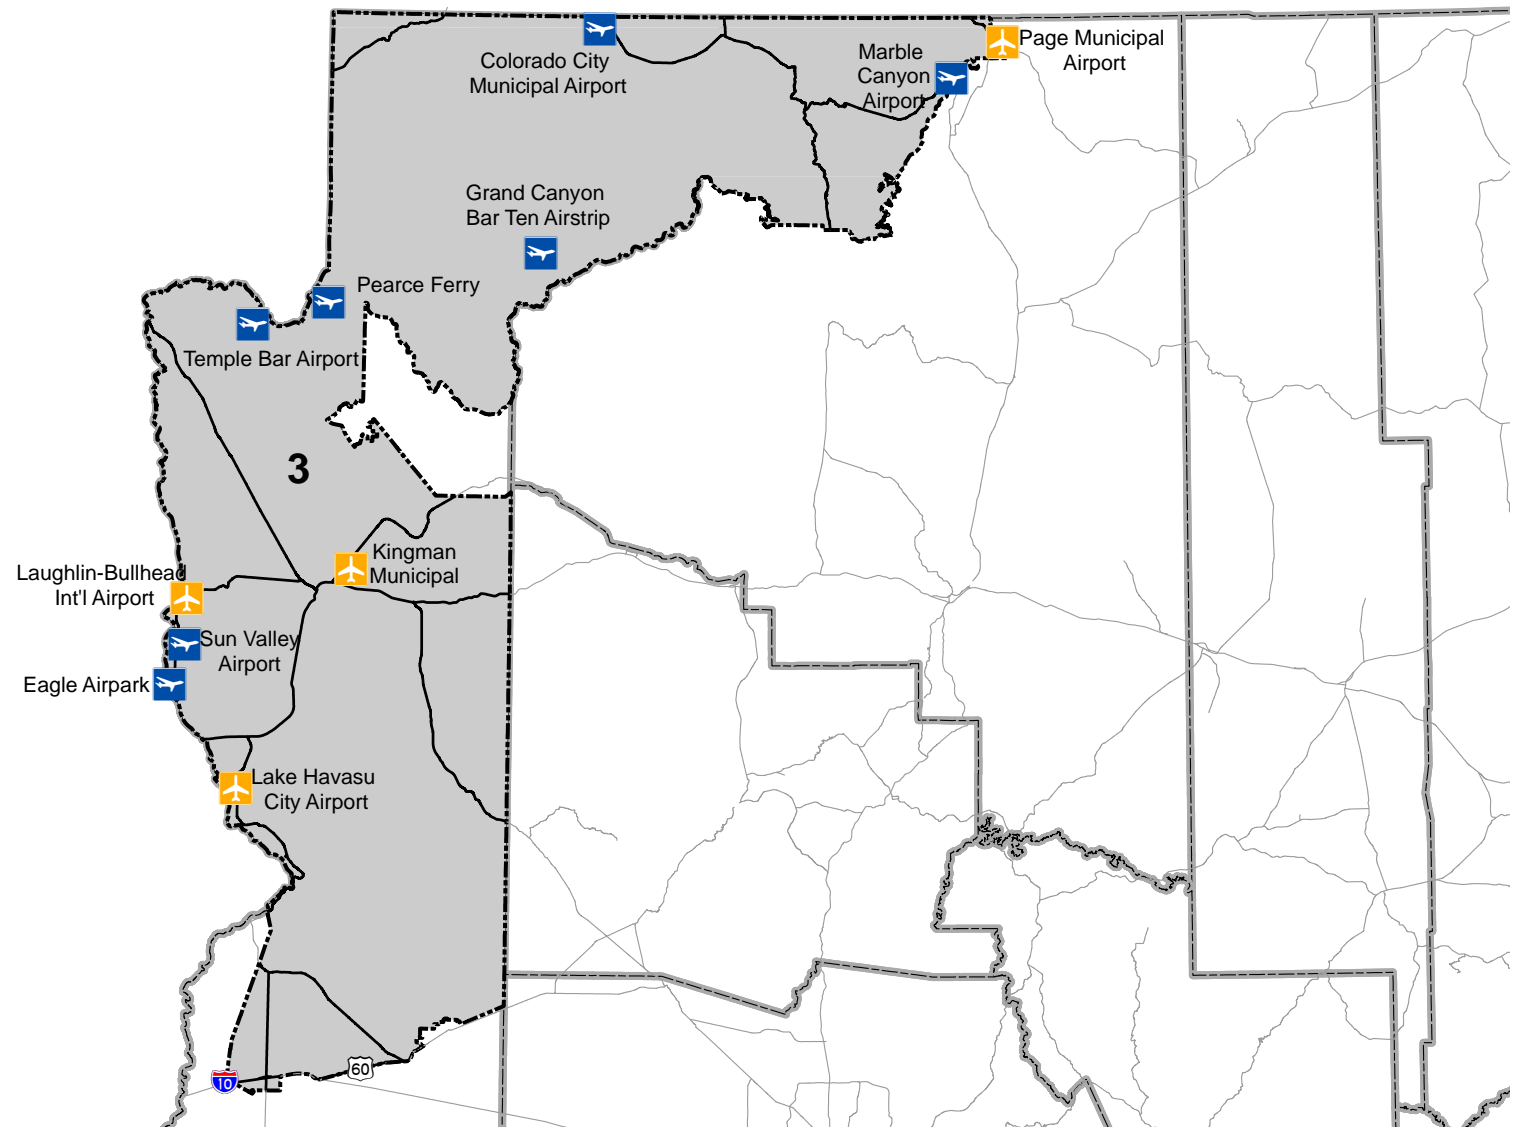 Colorado City
Municipal Airport
Marble
Canyon
Airport
Page Municipal
Airport
Grand Canyon
Bar Ten Airstrip
Pearce Ferry
Temple Bar Airport
3
Kingman
Municipal
Laughlin-Bullhead
Int'l Airport
Sun Valley
Airport
Eagle Airpark
Lake Havasu
City Airport
60
10